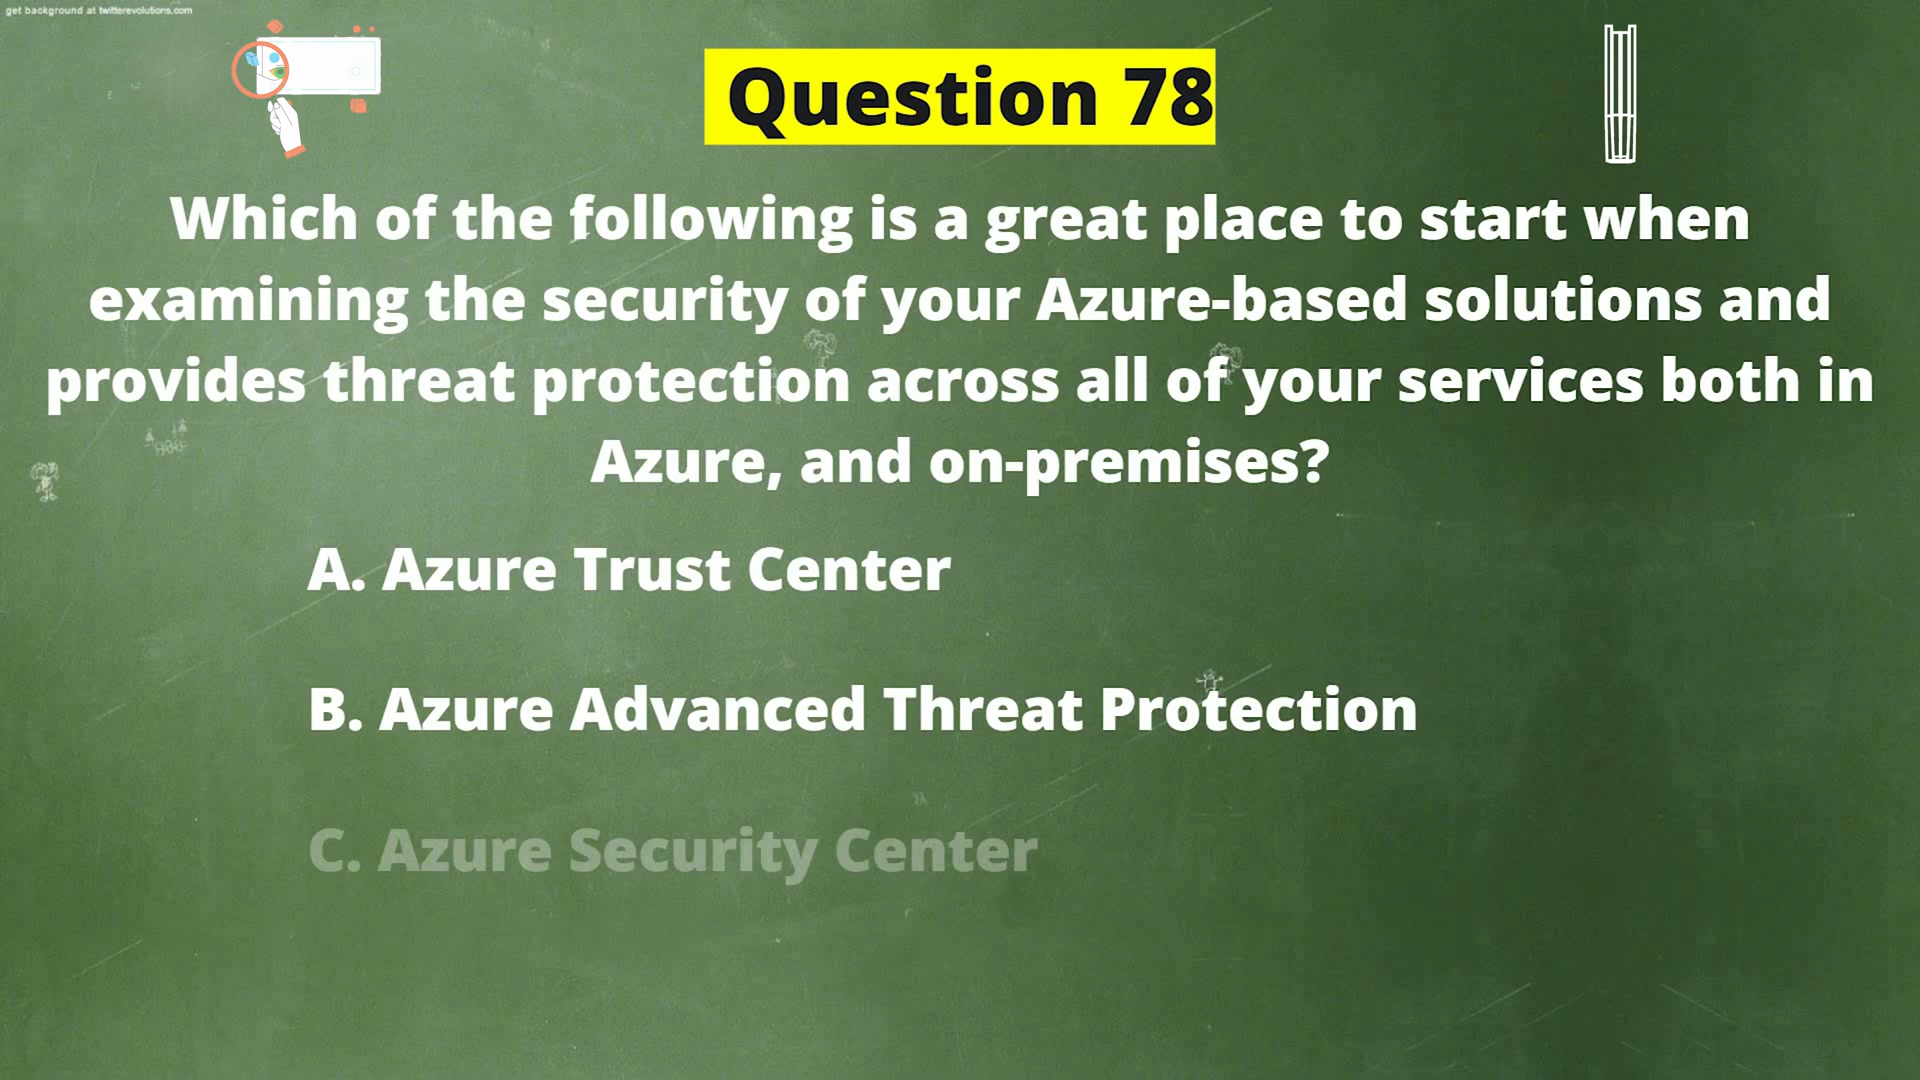 get background at twitterevolutions.com
Question 78
Which of the following is a great place to start when
examining the security of your Azure-based solutions and
provides threat protection across all of your services both in
Azure, and on-premises?
A. Azure Trust Center
B. Azure Advanced Threat Protection
C. Azure Security Center